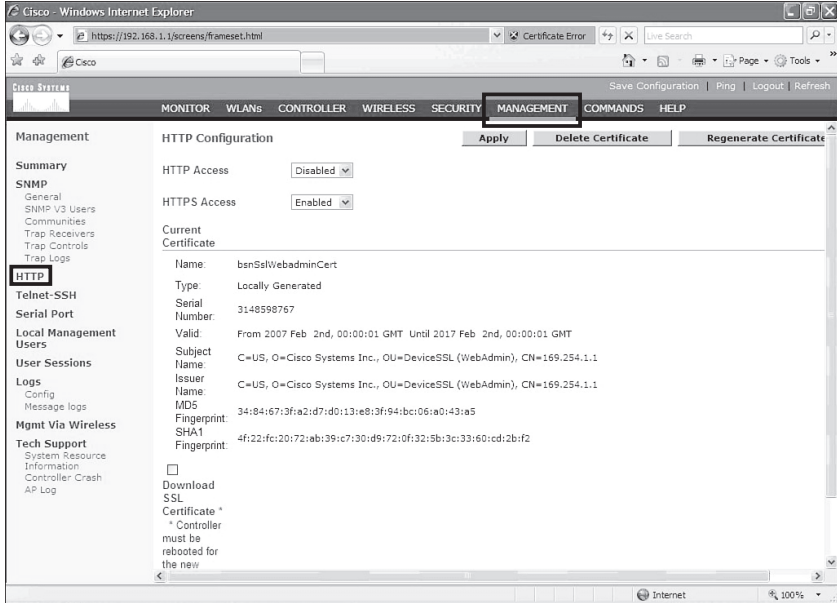 Cisco - Windows Internet Explorer
https://192.168.1.1/screens/frameset.html
Certificate Error
Live Search
Cisco
Page
Tools
»
CISCO SYSTEMS
Save Configuration | Ping | Logout | Refresh
MONITOR WLANs CONTROLLER WIRELESS SECURITY MANAGEMENT COMMANDS HELP
Management
Summary
SNMP
General
SNMP V3 Users
Communities
Trap Receivers
Trap Controls
Trap Logs
HTTP
Telnet-SSH
Serial Port
Local Management
Users
User Sessions
Logs
Config
Message logs
Mgmt Via Wireless
Tech Support
System Resource
Information
Controller Crash
AP Log
HTTP Configuration
Apply
Delete Certificate
Regenerate Certificate
HTTP Access Disabled
HTTPS Access Enabled
Current
Certificate
Name: bsnSslWebadminCert
Type: Locally Generated
Serial
Number: 3148598767
Valid: From 2007 Feb 2nd, 00:00:01 GMT Until 2017 Feb 2nd, 00:00:01 GMT
Subject
Name: C=US, O=Cisco Systems Inc., OU=DeviceSSL (WebAdmin), CN=169.254.1.1
Issuer
Name: C=US, O=Cisco Systems Inc., OU=DeviceSSL (WebAdmin), CN=169.254.1.1
MD5
Fingerprint: 34:84:67:3f:a2:d7:d0:13:e8:3f:94:bc:06:a0:43:a5
SHA1
Fingerprint: 4f:22:fc:20:72:ab:39:c7:30:d9:72:0f:32:5b:3c:33:60:cd:2b:f2
Download
SSL
Certificate *
* Controller
must be
rebooted for
the new
Internet
100%